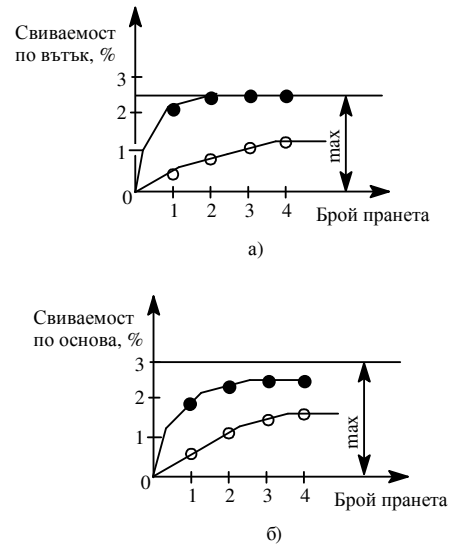 Свиваемост
по вътък, %
3
2
1
0
1 2 3 4
max
Брой пранета
а)
Свиваемост
по основа, %
3
2
1
0
1 2 3 4
max
Брой пранета
б)